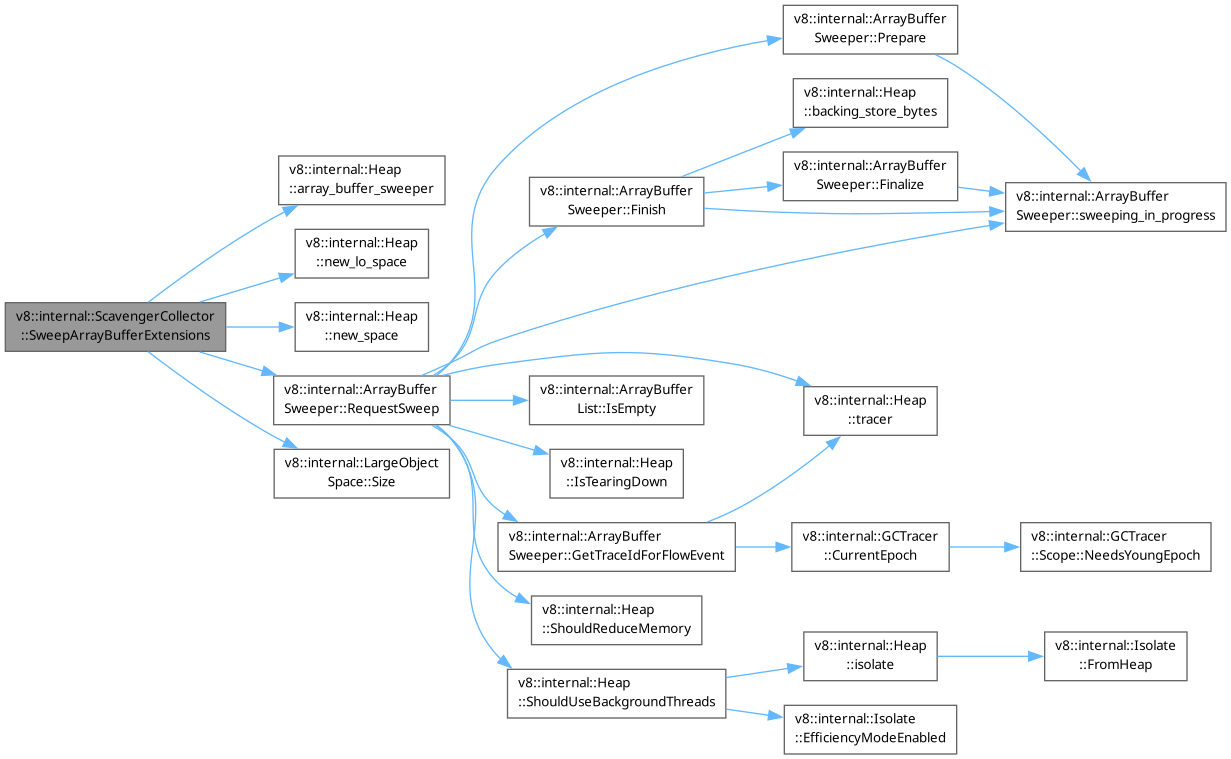 v8::internal::ScavengerCollector
::SweepArrayBufferExtensions
v8::internal::Heap
::array_buffer_sweeper
v8::internal::Heap
::new_lo_space
v8::internal::Heap
::new_space
v8::internal::ArrayBuffer
Sweeper::RequestSweep
v8::internal::LargeObject
Space::Size
v8::internal::ArrayBuffer
Sweeper::Finish
v8::internal::ArrayBuffer
List::IsEmpty
v8::internal::Heap
::IsTearingDown
v8::internal::ArrayBuffer
Sweeper::GetTraceIdForFlowEvent
v8::internal::Heap
::ShouldReduceMemory
v8::internal::Heap
::ShouldUseBackgroundThreads
v8::internal::ArrayBuffer
Sweeper::Prepare
v8::internal::Heap
::backing_store_bytes
v8::internal::ArrayBuffer
Sweeper::Finalize
v8::internal::Heap
::tracer
v8::internal::GCTracer
::CurrentEpoch
v8::internal::Heap
::isolate
v8::internal::Isolate
::EfficiencyModeEnabled
v8::internal::ArrayBuffer
Sweeper::sweeping_in_progress
v8::internal::GCTracer
::Scope::NeedsYoungEpoch
v8::internal::Isolate
::FromHeap